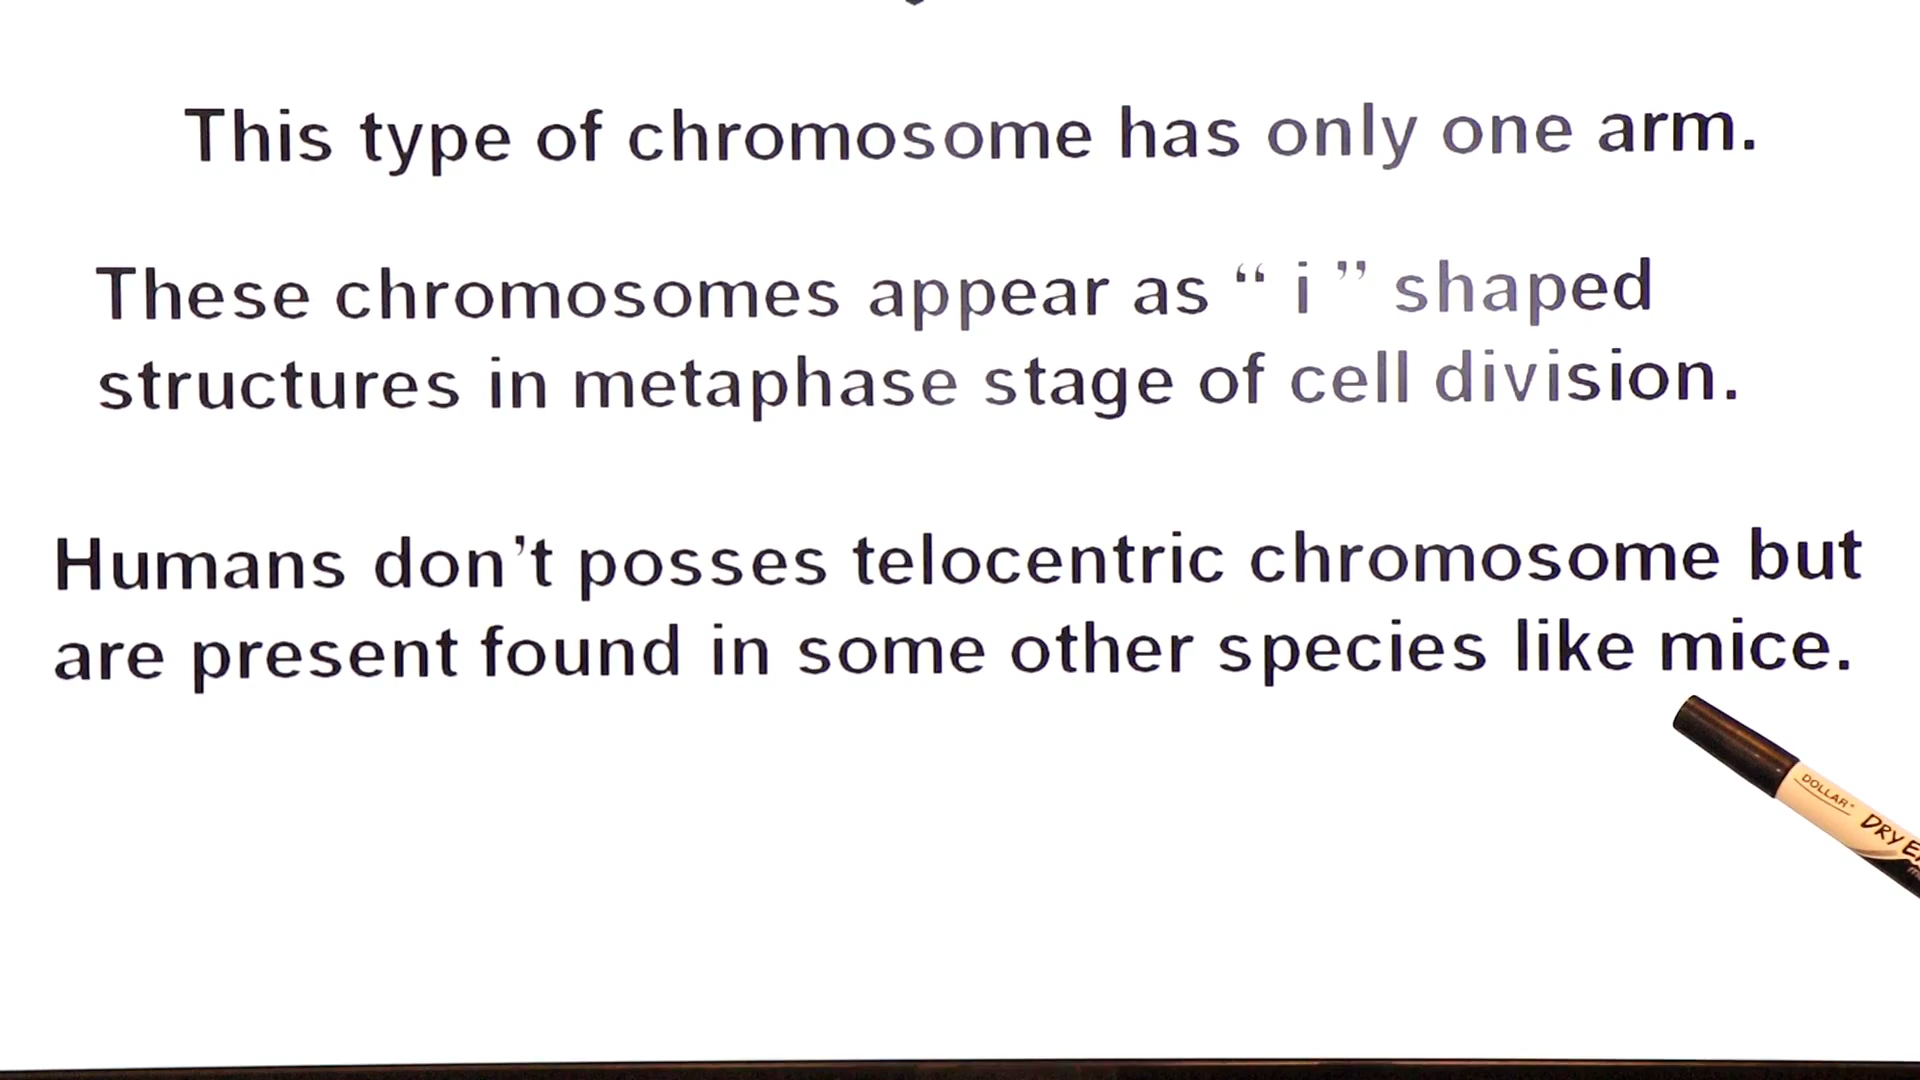 This type of chromosome has only one arm.
These chromosomes appear as “ i ” shaped
structures in metaphase stage of cell division.
Humans don’t posses telocentric chromosome but
are present found in some other species like mice.
DOLLAR
DRY